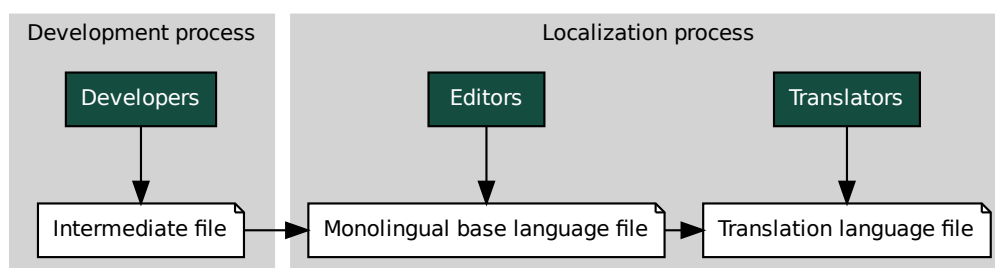 Development process
Localization process
Developers
Editors
Translators
Intermediate file
Monolingual base language file
Translation language file